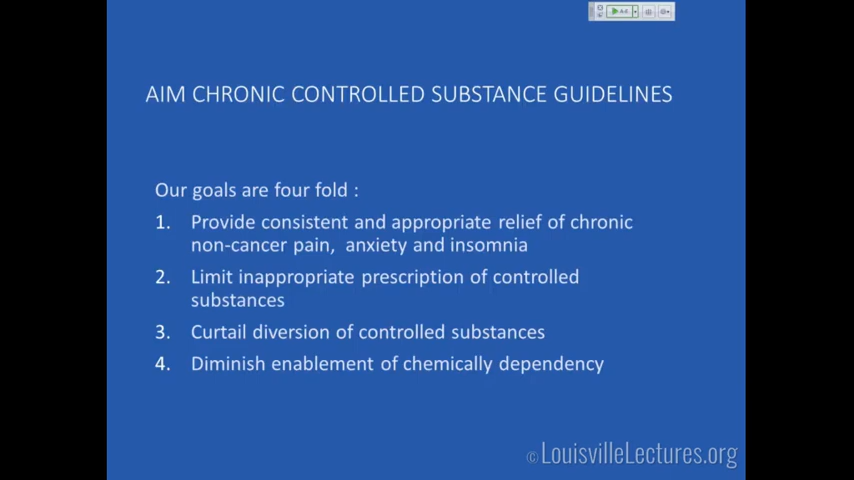 AIM CHRONIC CONTROLLED SUBSTANCE GUIDELINES
Our goals are four fold :
1. Provide consistent and appropriate relief of chronic
non-cancer pain, anxiety and insomnia
2. Limit inappropriate prescription of controlled
substances
3. Curtail diversion of controlled substances
4. Diminish enablement of chemically dependency
© LouisvilleLectures.org